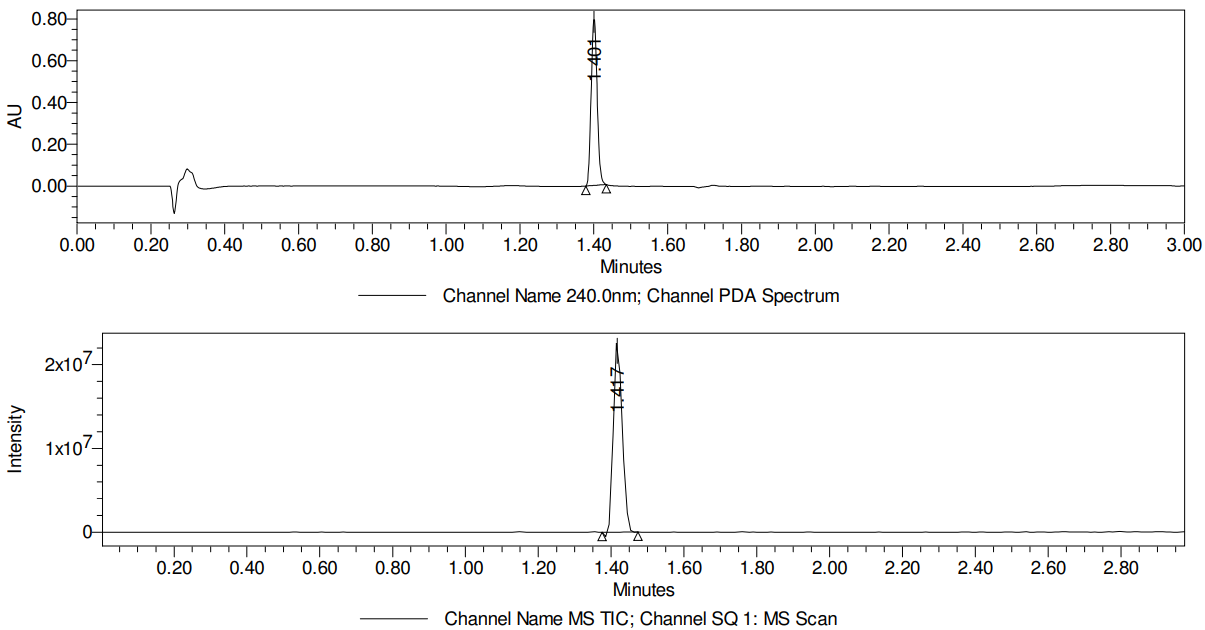 0.80
0.60
0.40
0.20
0.00
AU
1.401
0.00 0.20 0.40 0.60 0.80 1.00 1.20 1.40 1.60 1.80 2.00 2.20 2.40 2.60 2.80 3.00
Minutes
Channel Name 240.0nm; Channel PDA Spectrum
2x10⁷
1x10⁷
0
Intensity
1.417
0.20 0.40 0.60 0.80 1.00 1.20 1.40 1.60 1.80 2.00 2.20 2.40 2.60 2.80
Minutes
Channel Name MS TIC; Channel SQ 1: MS Scan